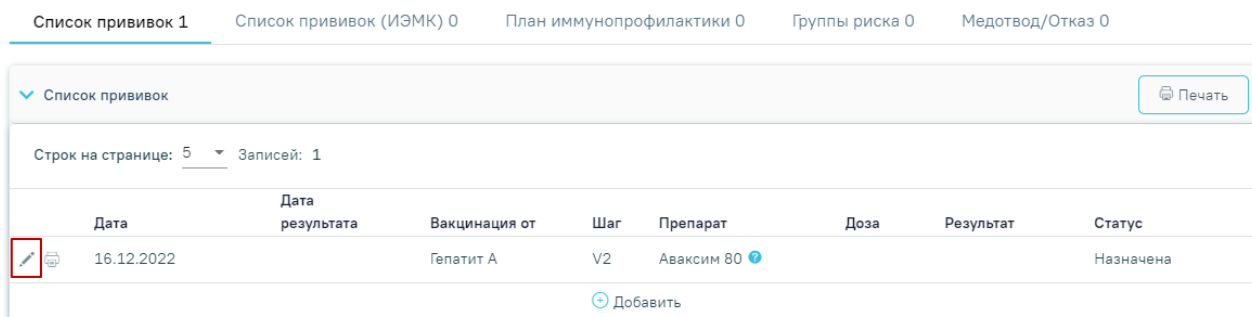 Список прививок 1 Список прививок (ИЭМК) 0 План иммунопрофилактики 0 Группы риска 0 Медотвод/Отказ 0
Список прививок Печать
Строк на странице: 5 Записей: 1
Дата Дата результата Вакцинация от Шаг Препарат Доза Результат Статус
16.12.2022 Гепатит А V2 Аваксим 80 ? Назначена
Добавить